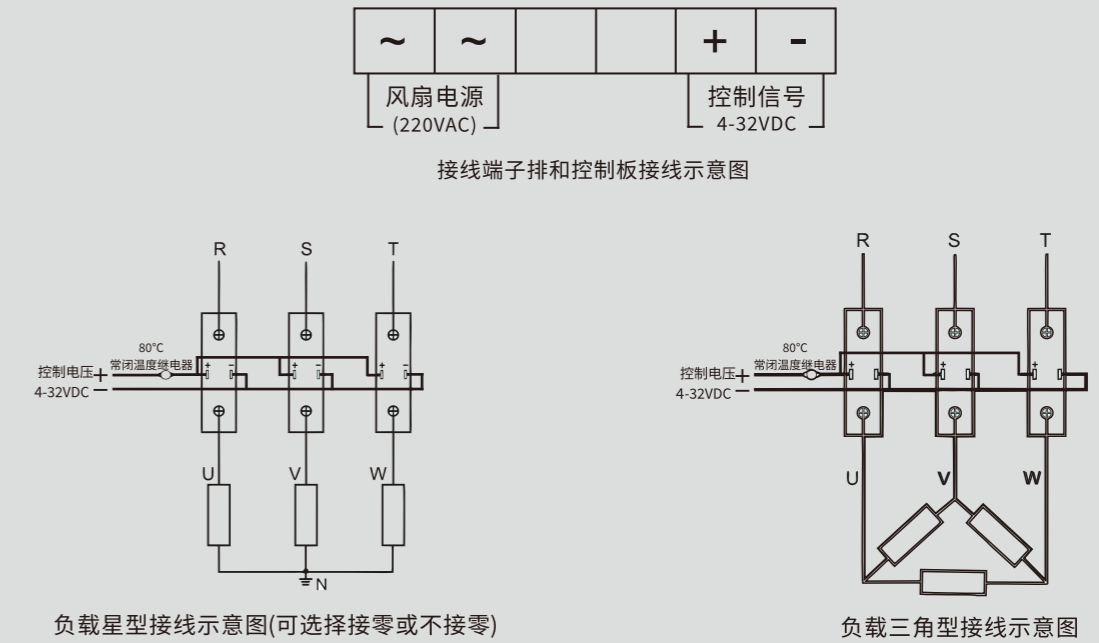 ~ ~ + -
风扇电源 控制信号
(220VAC) 4-32VDC
接线端子排和控制板接线示意图
R S T
80℃
常闭温度继电器
控制电压+
4-32VDC −
+ − + − + −
U V W
N
负载星型接线示意图(可选择接零或不接零)
R S T
80℃
常闭温度继电器
控制电压+
4-32VDC −
+ + +
U V W
负载三角型接线示意图